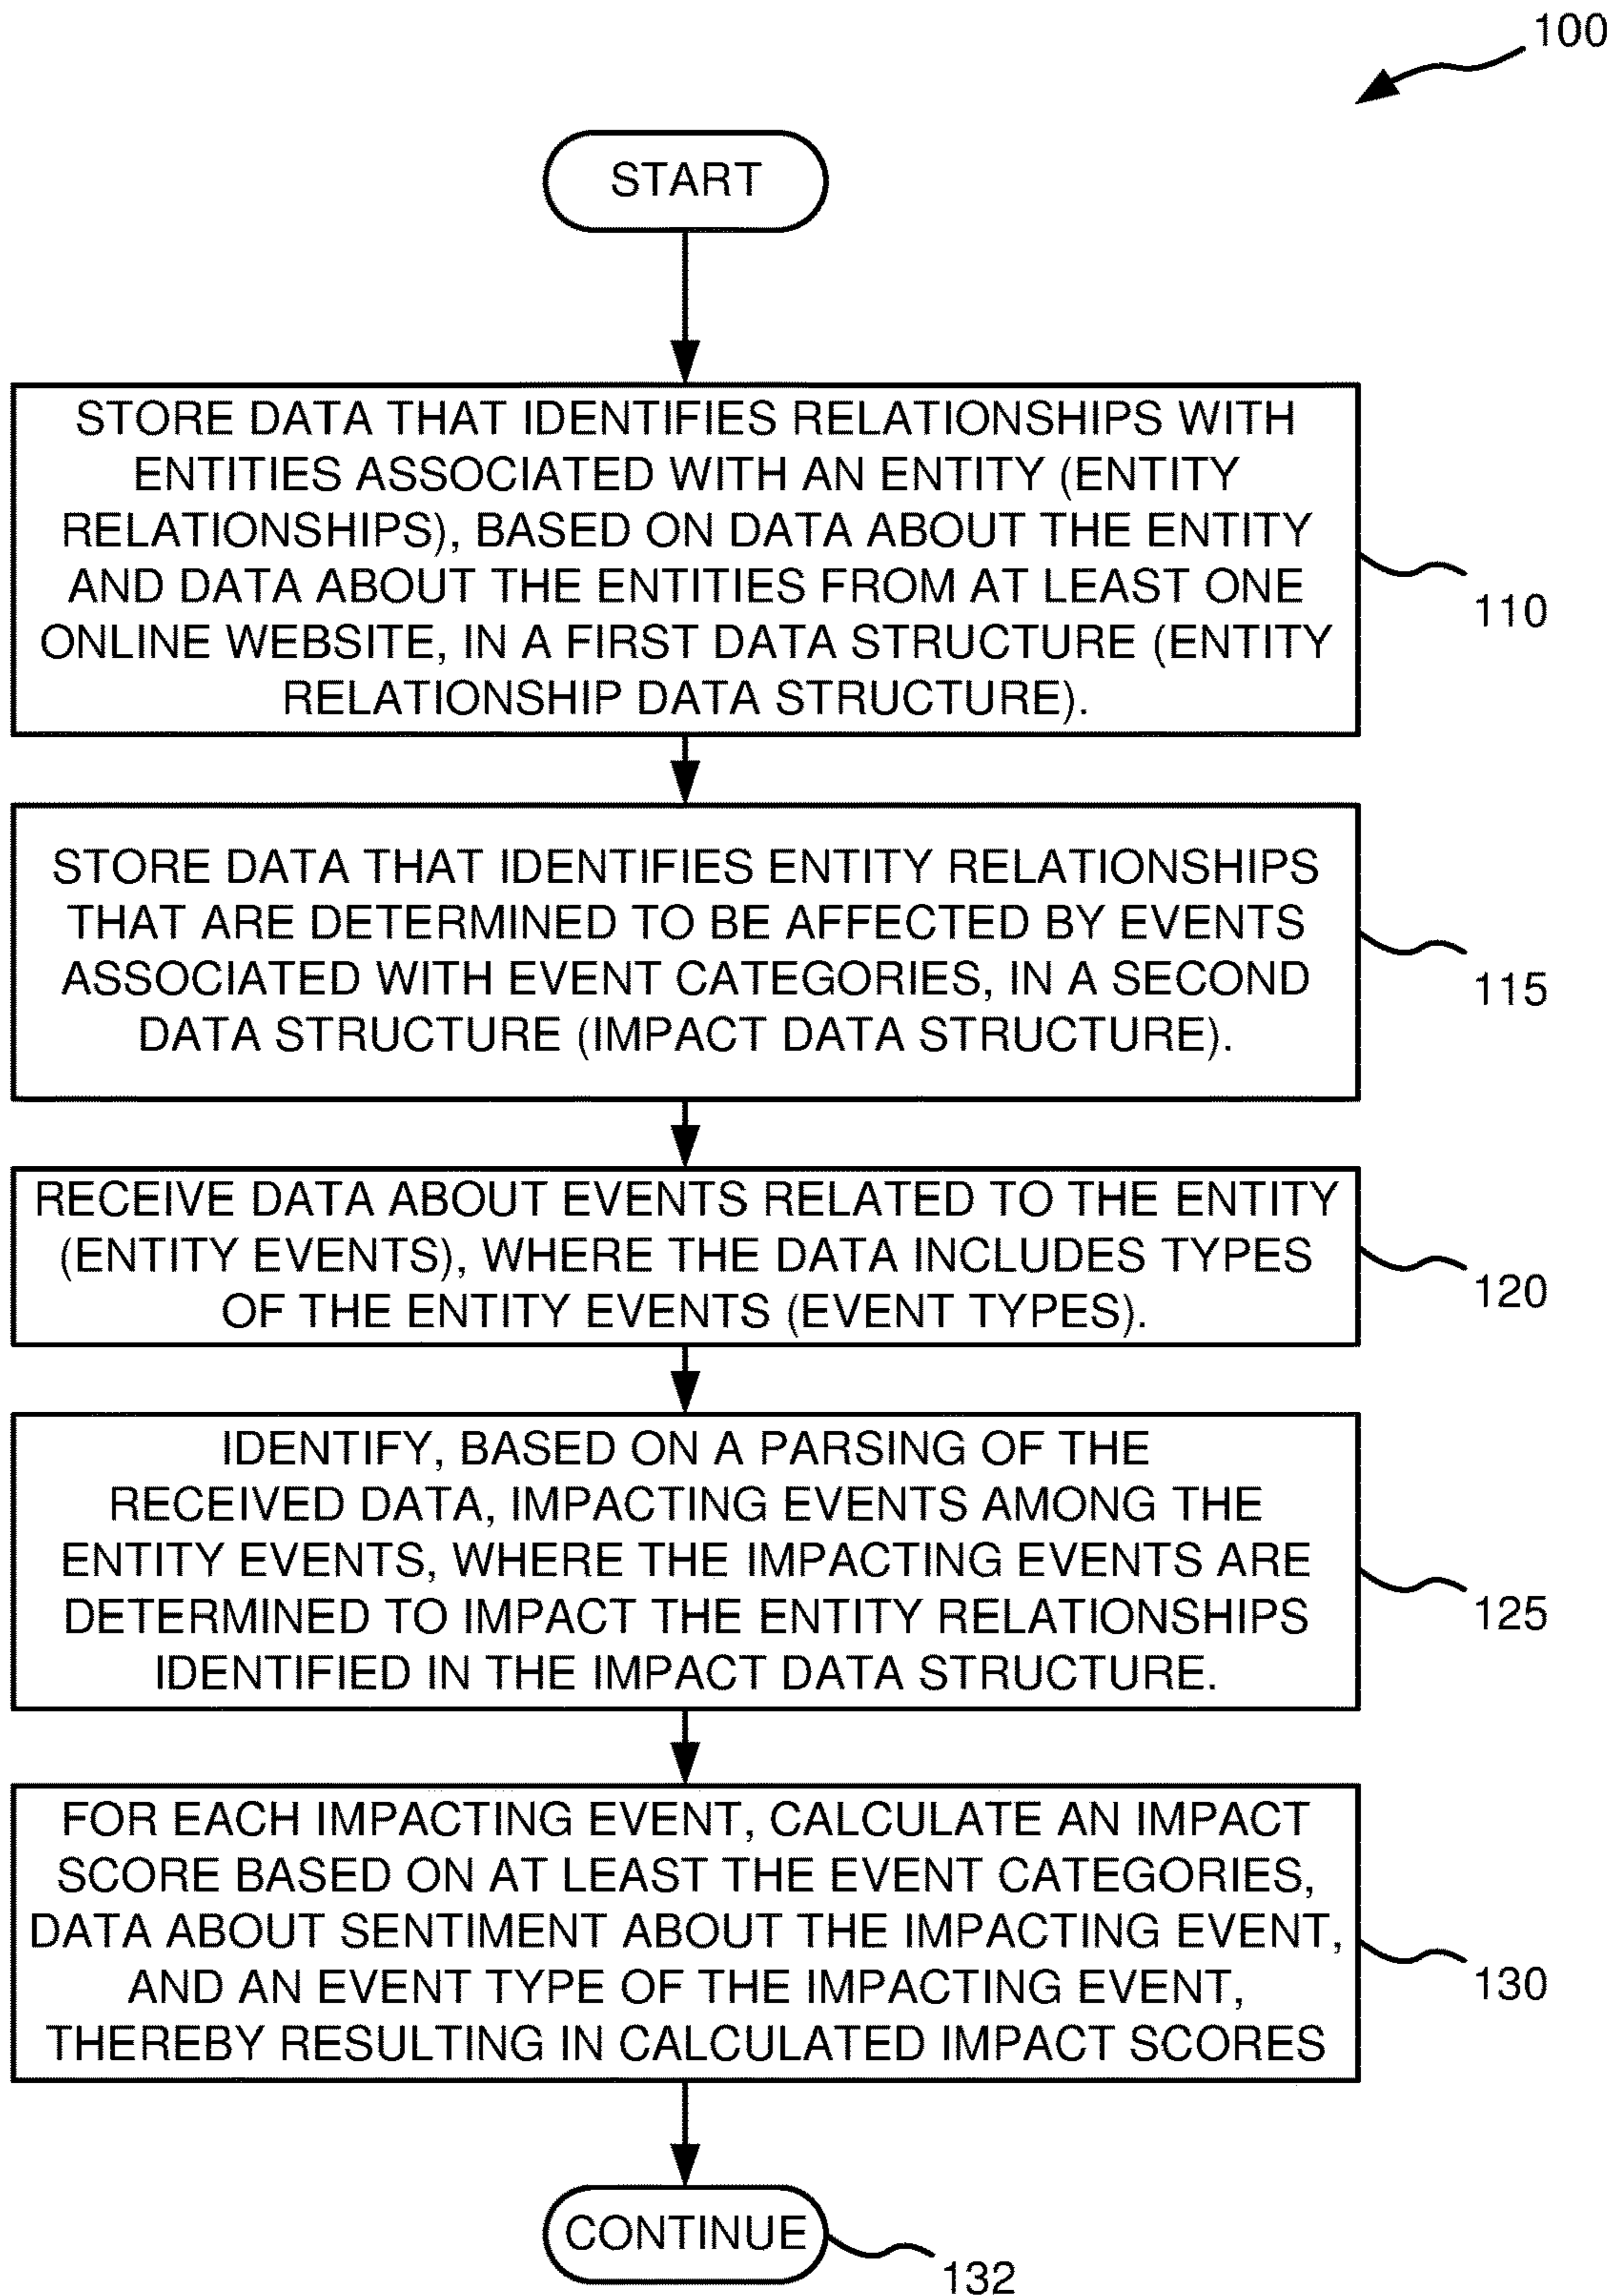 100
START
STORE DATA THAT IDENTIFIES RELATIONSHIPS WITH
ENTITIES ASSOCIATED WITH AN ENTITY (ENTITY
RELATIONSHIPS), BASED ON DATA ABOUT THE ENTITY
AND DATA ABOUT THE ENTITIES FROM AT LEAST ONE
ONLINE WEBSITE, IN A FIRST DATA STRUCTURE (ENTITY
RELATIONSHIP DATA STRUCTURE).
110
STORE DATA THAT IDENTIFIES ENTITY RELATIONSHIPS
THAT ARE DETERMINED TO BE AFFECTED BY EVENTS
ASSOCIATED WITH EVENT CATEGORIES, IN A SECOND
DATA STRUCTURE (IMPACT DATA STRUCTURE).
115
RECEIVE DATA ABOUT EVENTS RELATED TO THE ENTITY
(ENTITY EVENTS), WHERE THE DATA INCLUDES TYPES
OF THE ENTITY EVENTS (EVENT TYPES).
120
IDENTIFY, BASED ON A PARSING OF THE
RECEIVED DATA, IMPACTING EVENTS AMONG THE
ENTITY EVENTS, WHERE THE IMPACTING EVENTS ARE
DETERMINED TO IMPACT THE ENTITY RELATIONSHIPS
IDENTIFIED IN THE IMPACT DATA STRUCTURE.
125
FOR EACH IMPACTING EVENT, CALCULATE AN IMPACT
SCORE BASED ON AT LEAST THE EVENT CATEGORIES,
DATA ABOUT SENTIMENT ABOUT THE IMPACTING EVENT,
AND AN EVENT TYPE OF THE IMPACTING EVENT,
THEREBY RESULTING IN CALCULATED IMPACT SCORES
130
CONTINUE
132